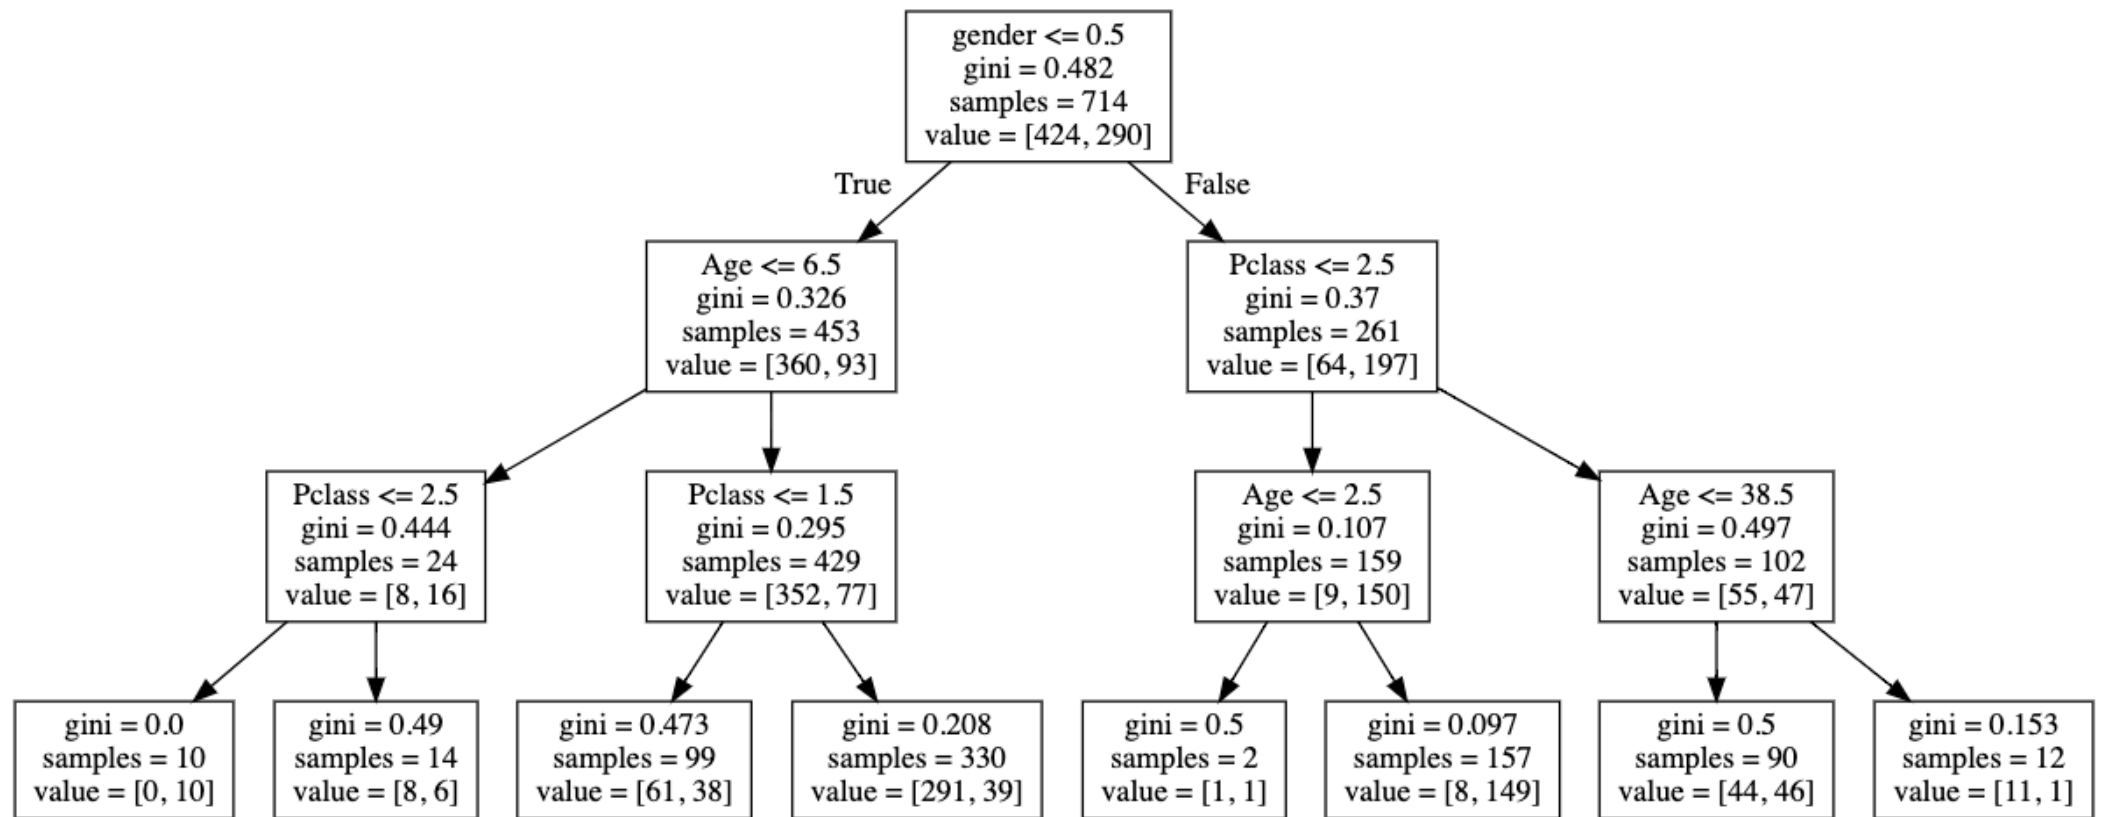 gender <= 0.5
gini = 0.482
samples = 714
value = [424, 290]
True
False
Age <= 6.5
gini = 0.326
samples = 453
value = [360, 93]
Pclass <= 2.5
gini = 0.37
samples = 261
value = [64, 197]
Pclass <= 2.5
gini = 0.444
samples = 24
value = [8, 16]
Pclass <= 1.5
gini = 0.295
samples = 429
value = [352, 77]
Age <= 2.5
gini = 0.107
samples = 159
value = [9, 150]
Age <= 38.5
gini = 0.497
samples = 102
value = [55, 47]
gini = 0.0
samples = 10
value = [0, 10]
gini = 0.49
samples = 14
value = [8, 6]
gini = 0.473
samples = 99
value = [61, 38]
gini = 0.208
samples = 330
value = [291, 39]
gini = 0.5
samples = 2
value = [1, 1]
gini = 0.097
samples = 157
value = [8, 149]
gini = 0.5
samples = 90
value = [44, 46]
gini = 0.153
samples = 12
value = [11, 1]